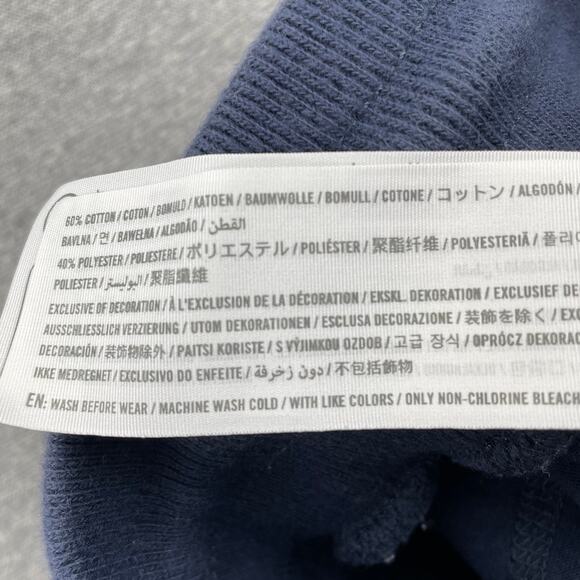 60% COTTON / COTON / BOMULD / KATOEN / BAUMWOLLE / BOMULL / COTONE / コットン / ALGODÓN /
BAVLNA / 면 / BAWEŁNA / ALGODÃO / القطن
40% POLYESTER / POLIESTERE / ポリエステル / POLIÉSTER / 聚酯纤维 / POLYESTERIÄ / 폴리
POLIESTER / البوليستر / 聚脂纖維
EXCLUSIVE OF DECORATION / À L'EXCLUSION DE LA DÉCORATION / EKSKL. DEKORATION / EXCLUSIEF DE
AUSSCHLIESSLICH VERZIERUNG / UTOM DEKORATIONEN / ESCLUSA DECORAZIONE / 装飾を除く / EXC
DECORACIÓN / 装饰物除外 / PAITSI KORISTE / S VÝJIMKOU OZDOB / 고급 장식 / OPRÓCZ DEKORAC
IKKE MEDREGNET / EXCLUSIVO DO ENFEITE / دون زخرفة / 不包括飾物
EN: WASH BEFORE WEAR / MACHINE WASH COLD / WITH LIKE COLORS / ONLY NON-CHLORINE BLEACH